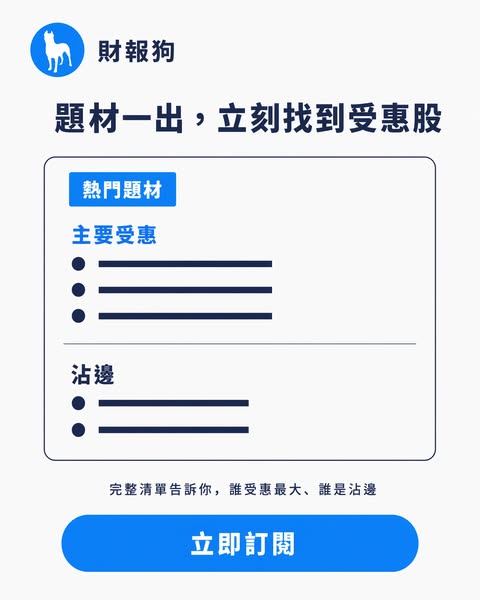 財報狗
題材一出，立刻找到受惠股
熱門題材
主要受惠
沾邊
完整清單告訴你，誰受惠最大、誰是沾邊
立即訂閱